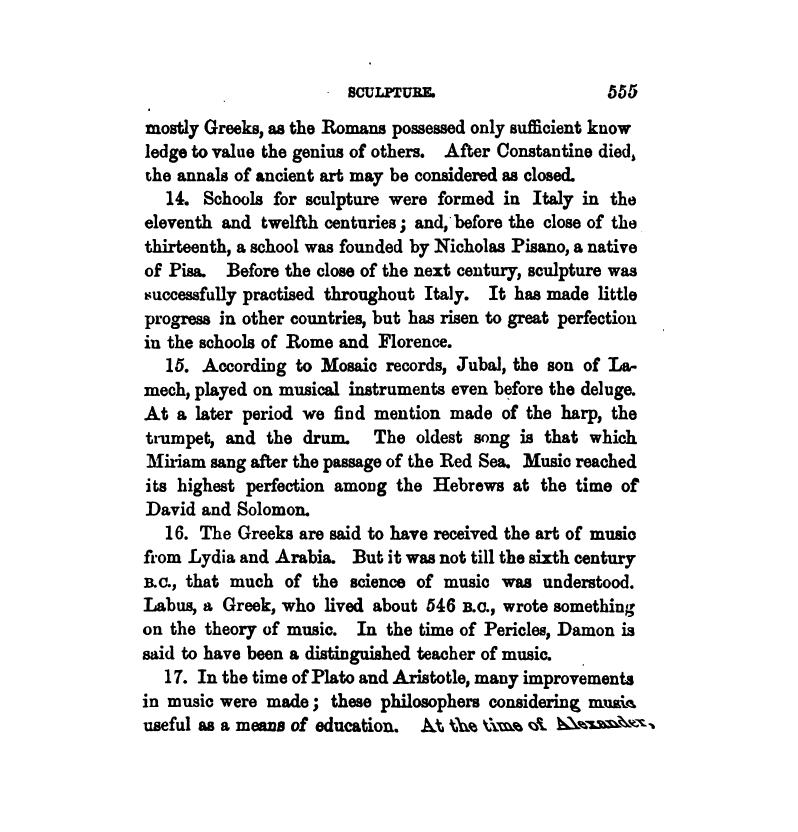 SCULPTURE. 555
mostly Greeks, as the Romans possessed only sufficient know
ledge to value the genius of others. After Constantine died,
the annals of ancient art may be considered as closed.
14. Schools for sculpture were formed in Italy in the
eleventh and twelfth centuries; and, before the close of the
thirteenth, a school was founded by Nicholas Pisano, a native
of Pisa. Before the close of the next century, sculpture was
successfully practised throughout Italy. It has made little
progress in other countries, but has risen to great perfection
in the schools of Rome and Florence.
15. According to Mosaic records, Jubal, the son of La-
mech, played on musical instruments even before the deluge.
At a later period we find mention made of the harp, the
trumpet, and the drum. The oldest song is that which
Miriam sang after the passage of the Red Sea. Music reached
its highest perfection among the Hebrews at the time of
David and Solomon.
16. The Greeks are said to have received the art of music
from Lydia and Arabia. But it was not till the sixth century
B.C., that much of the science of music was understood.
Labus, a Greek, who lived about 546 B.C., wrote something
on the theory of music. In the time of Pericles, Damon is
said to have been a distinguished teacher of music.
17. In the time of Plato and Aristotle, many improvements
in music were made; these philosophers considering music
useful as a means of education. At the time of Alexander,